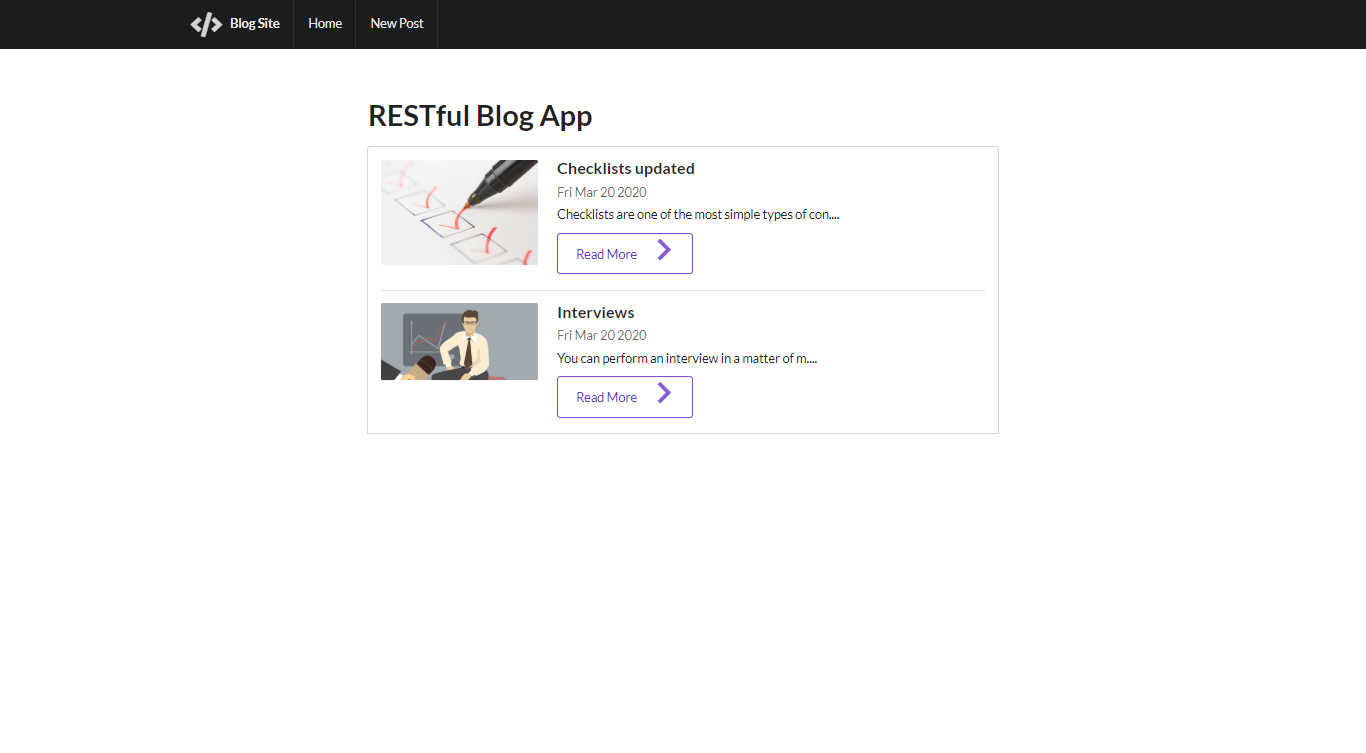 Blog Site Home New Post
RESTful Blog App
Checklists updated
Fri Mar 20 2020
Checklists are one of the most simple types of con....
Read More
Interviews
Fri Mar 20 2020
You can perform an interview in a matter of m....
Read More